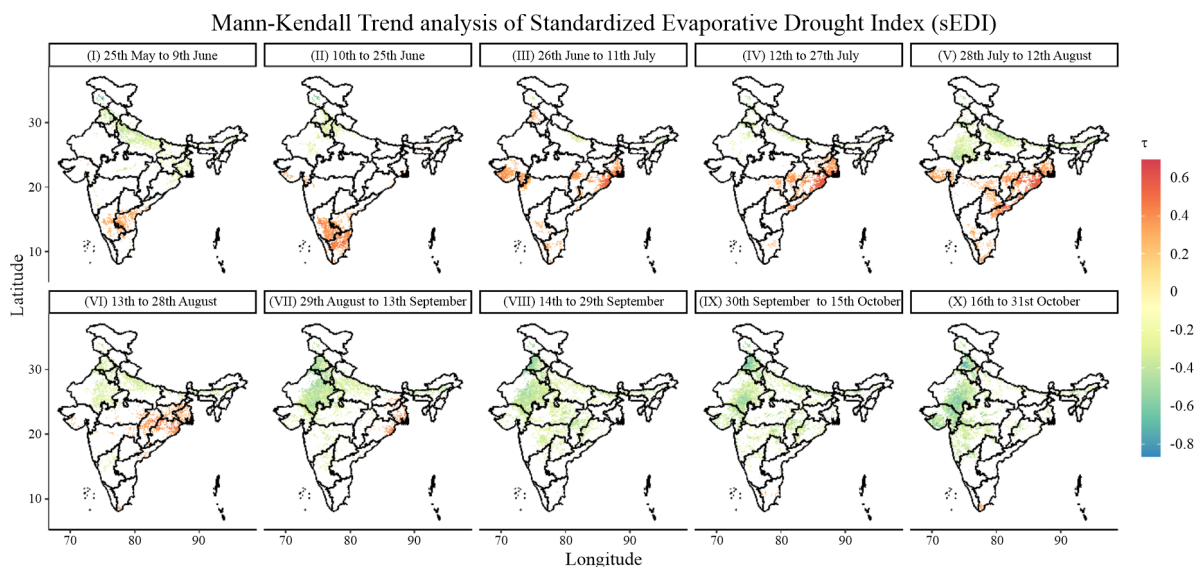 Mann-Kendall Trend analysis of Standardized Evaporative Drought Index (sEDI)
(I) 25th May to 9th June
(II) 10th to 25th June
(III) 26th June to 11th July
(IV) 12th to 27th July
(V) 28th July to 12th August
30
20
10
(VI) 13th to 28th August
(VII) 29th August to 13th September
(VIII) 14th to 29th September
(IX) 30th September to 15th October
(X) 16th to 31st October
30
20
10
70 80 90
70 80 90
70 80 90
70 80 90
70 80 90
Latitude
Longitude
τ
0.6
0.4
0.2
0
-0.2
-0.4
-0.6
-0.8